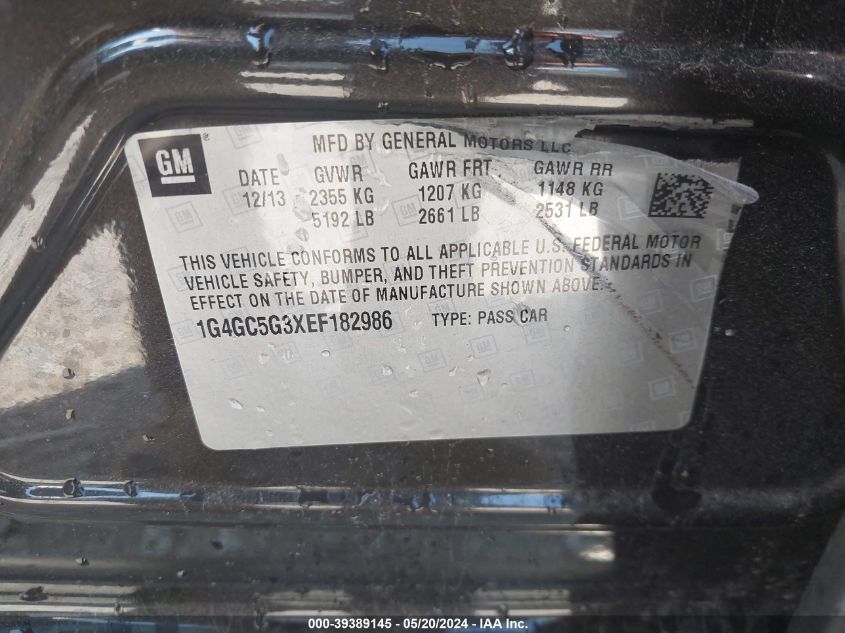 GM ® MFD BY GENERAL MOTORS LLC
DATE GVWR GAWR FRT GAWR RR
12/13 2355 KG 1207 KG 1148 KG
5192 LB 2661 LB 2531 LB
THIS VEHICLE CONFORMS TO ALL APPLICABLE U.S. FEDERAL MOTOR
VEHICLE SAFETY, BUMPER, AND THEFT PREVENTION STANDARDS IN
EFFECT ON THE DATE OF MANUFACTURE SHOWN ABOVE.
1G4GC5G3XEF182986 TYPE: PASS CAR
000-39389145 - 05/20/2024 - IAA Inc.